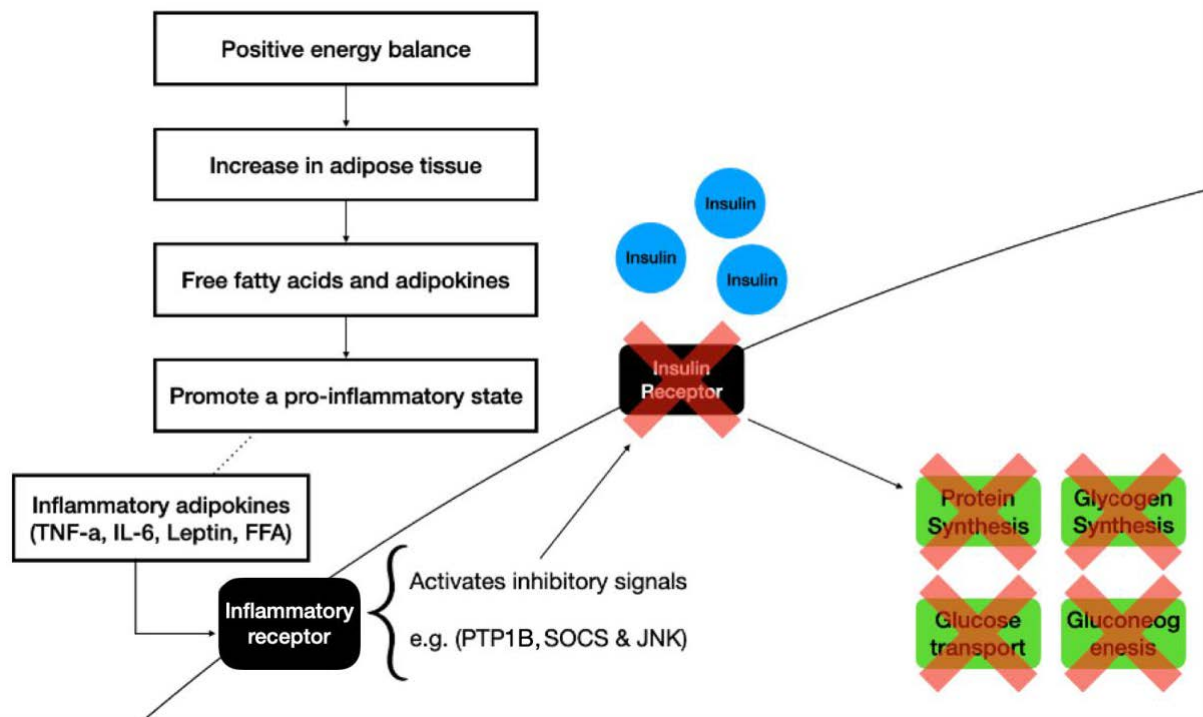 Positive energy balance
Increase in adipose tissue
Free fatty acids and adipokines
Promote a pro-inflammatory state
Inflammatory adipokines
(TNF-a, IL-6, Leptin, FFA)
Inflammatory
receptor
Activates inhibitory signals
e.g. (PTP1B, SOCS & JNK)
Insulin
Insulin
Insulin
Insulin
Receptor
Protein
Synthesis
Glycogen
Synthesis
Glucose
transport
Gluconeog
enesis